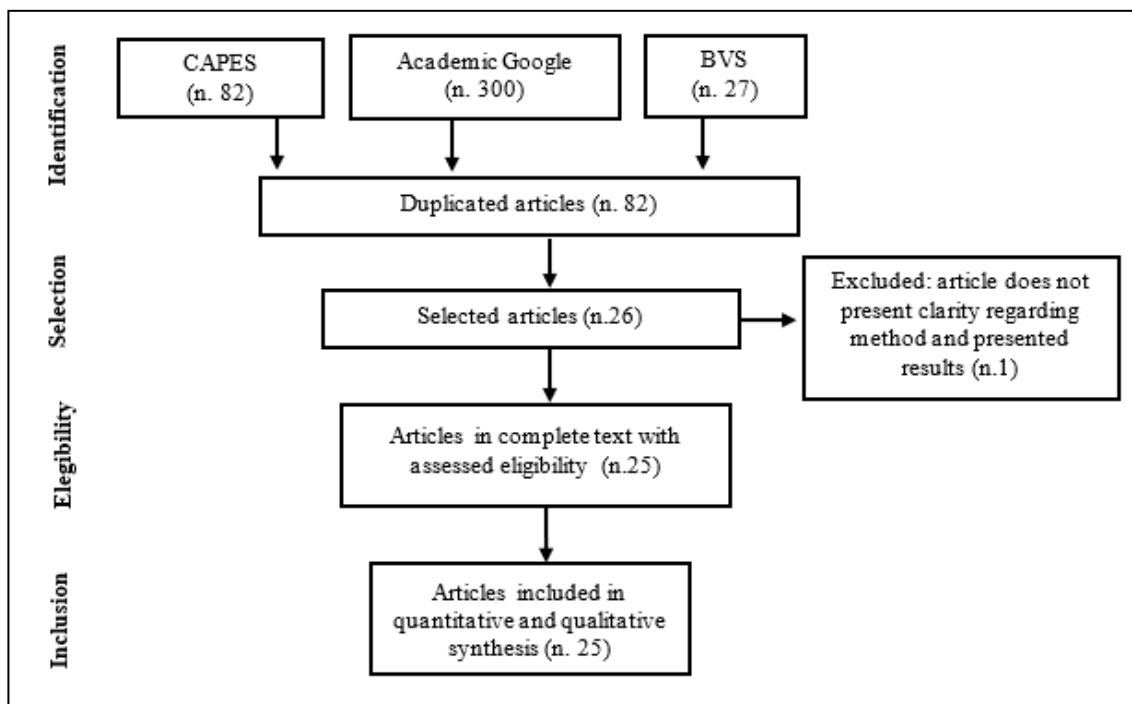 Identification
CAPES
(n. 82)
Academic Google
(n. 300)
BVS
(n. 27)
Duplicated articles (n. 82)
Selection
Selected articles (n.26)
Excluded: article does not
present clarity regarding
method and presented
results (n.1)
Elegibility
Articles in complete text with
assessed eligibility (n.25)
Inclusion
Articles included in
quantitative and qualitative
synthesis (n. 25)